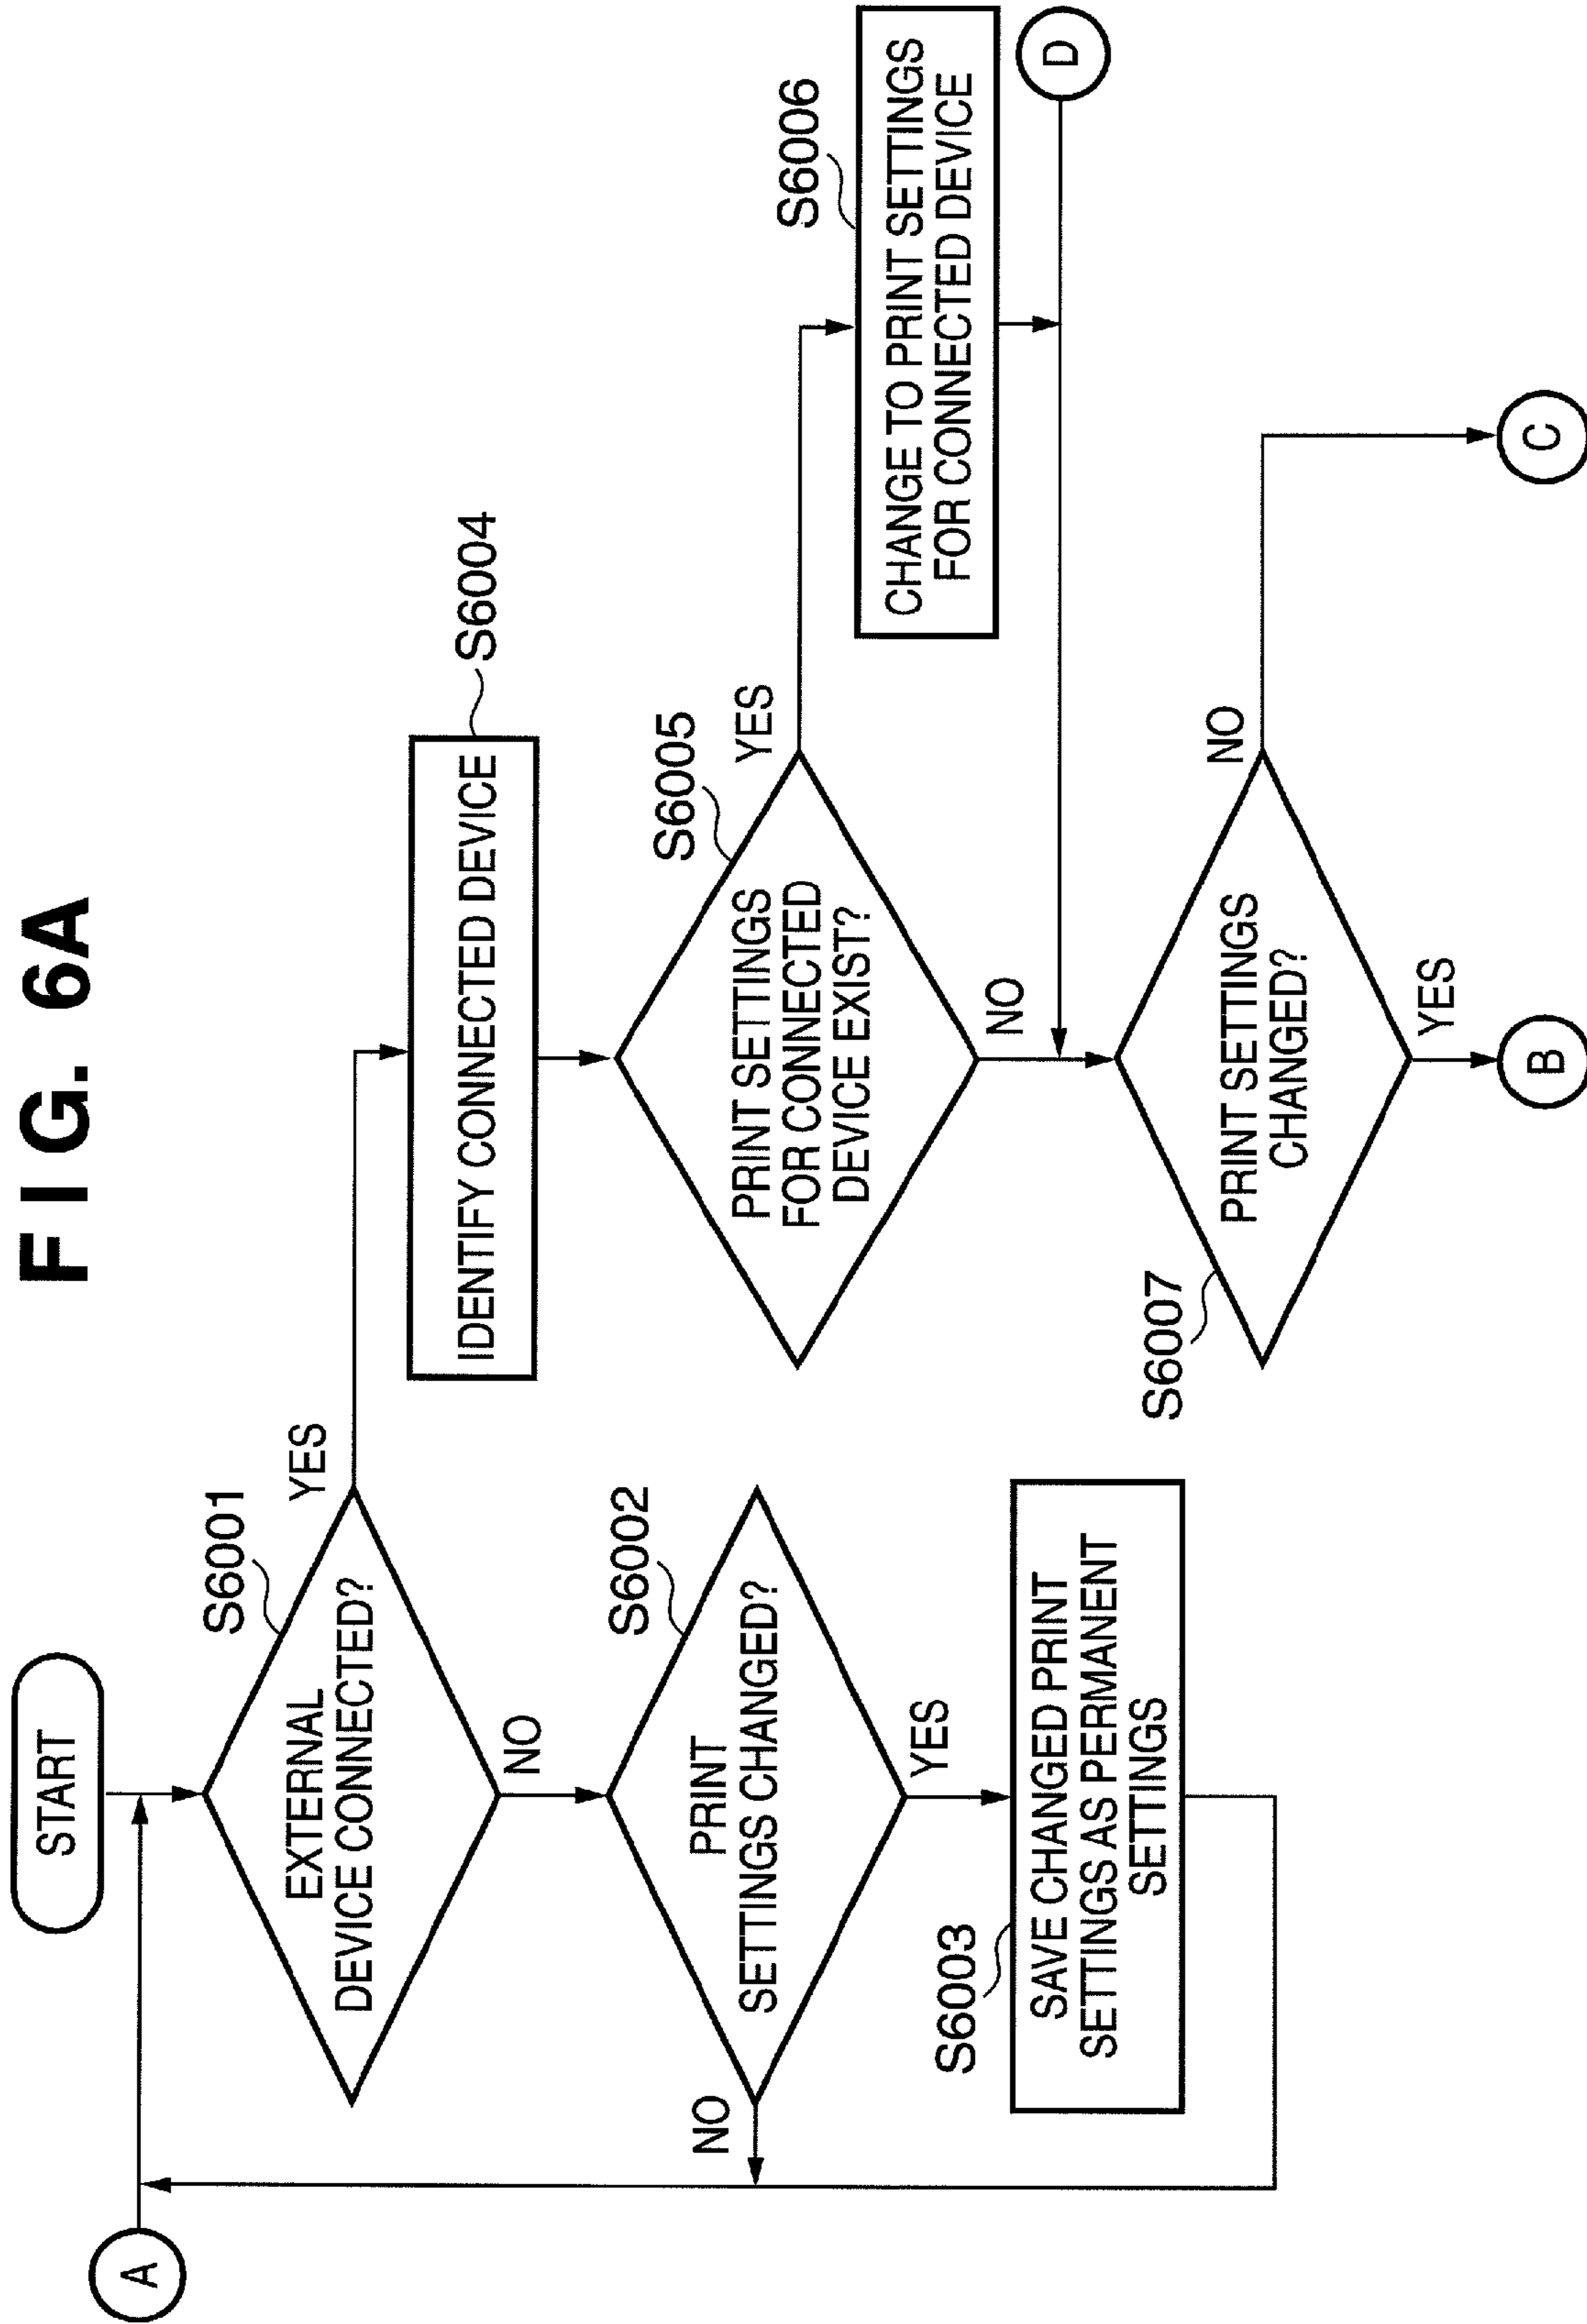 FIG. 6A
START
A
S6001
EXTERNAL
DEVICE CONNECTED?
YES
NO
S6002
PRINT
SETTINGS CHANGED?
NO
YES
S6003
SAVE CHANGED PRINT
SETTINGS AS PERMANENT
SETTINGS
S6004
IDENTIFY CONNECTED DEVICE
S6005
PRINT SETTINGS
FOR CONNECTED
DEVICE EXIST?
YES
NO
S6006
CHANGE TO PRINT SETTINGS
FOR CONNECTED DEVICE
D
S6007
PRINT SETTINGS
CHANGED?
NO
YES
B
C